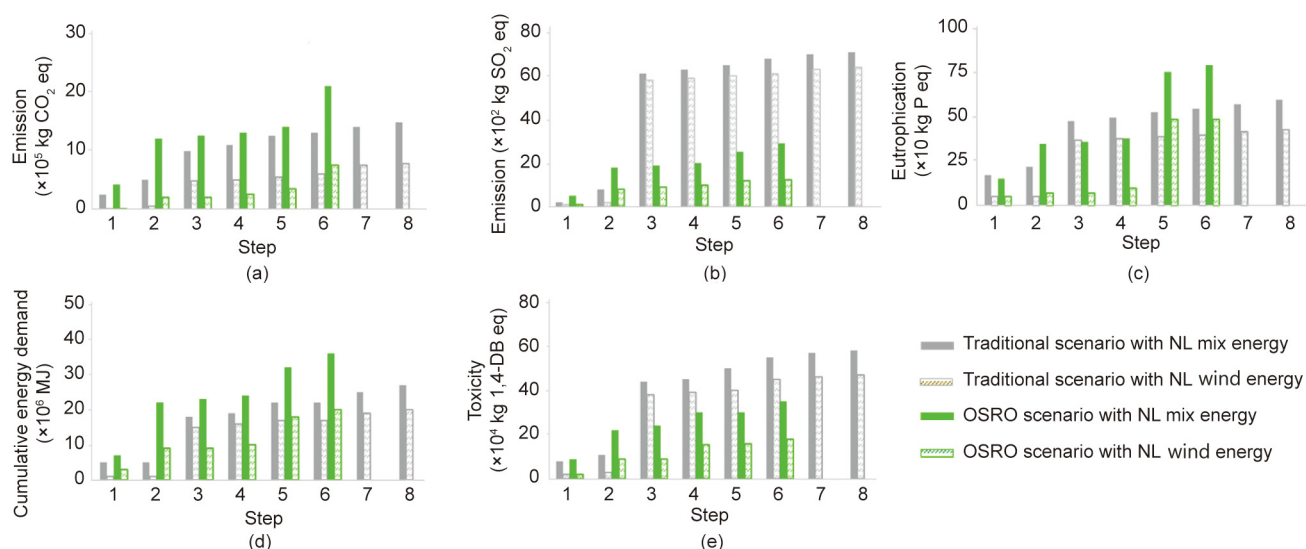 Emission
(×10⁵ kg CO₂ eq)
30
20
10
0
1 2 3 4 5 6 7 8
Step
(a)
Emission (×10² kg SO₂ eq)
80
60
40
20
0
1 2 3 4 5 6 7 8
Step
(b)
Eutrophication
(×10 kg P eq)
100
75
50
25
0
1 2 3 4 5 6 7 8
Step
(c)
Cumulative energy demand
(×10⁶ MJ)
50
40
30
20
10
0
1 2 3 4 5 6 7 8
Step
(d)
Toxicity
(×10⁴ kg 1,4-DB eq)
80
60
40
20
0
1 2 3 4 5 6 7 8
Step
(e)
Traditional scenario with NL mix energy
Traditional scenario with NL wind energy
OSRO scenario with NL mix energy
OSRO scenario with NL wind energy